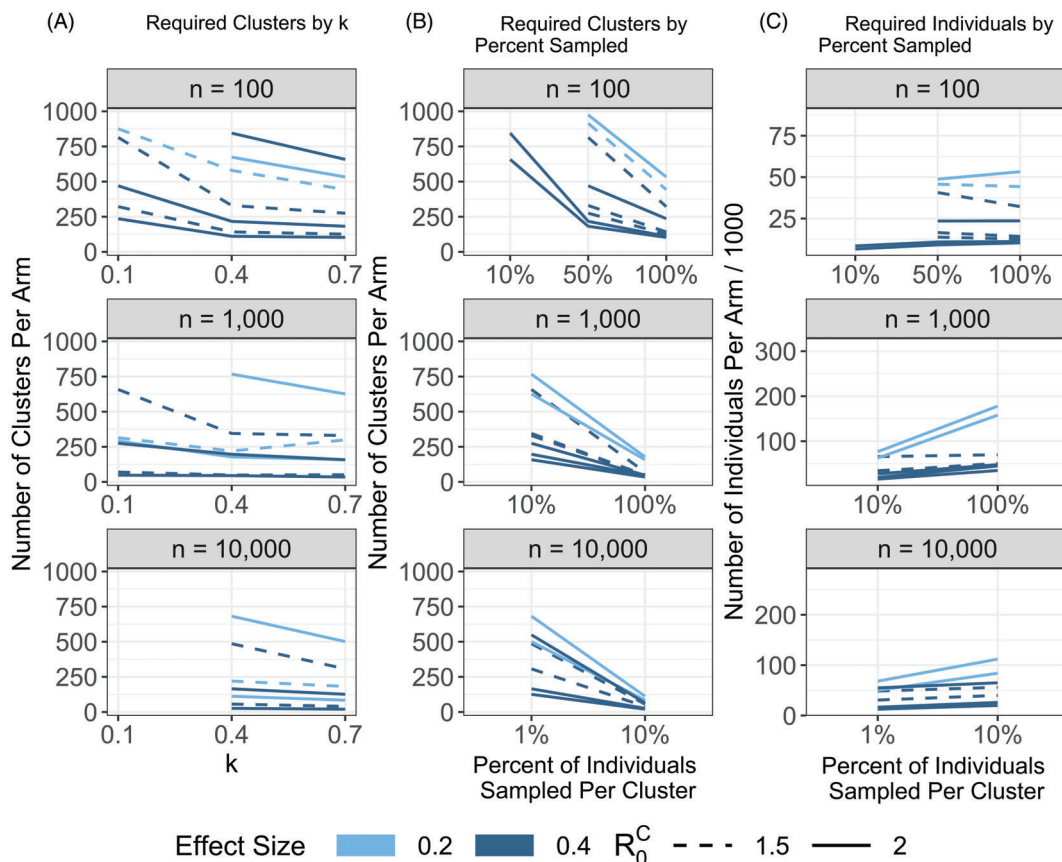 (A) Required Clusters by k
(B) Required Clusters by
Percent Sampled
(C) Required Individuals by
Percent Sampled
Number of Clusters Per Arm
n = 100
1000
750
500
250
0
0.1 0.4 0.7
n = 1,000
1000
750
500
250
0
0.1 0.4 0.7
n = 10,000
1000
750
500
250
0
0.1 0.4 0.7
k
Number of Clusters Per Arm
n = 100
1000
750
500
250
0
10% 50% 100%
n = 1,000
1000
750
500
250
0
10% 100%
n = 10,000
1000
750
500
250
0
1% 10%
Percent of Individuals
Sampled Per Cluster
Number of Individuals Per Arm / 1000
n = 100
75
50
25
10% 50% 100%
n = 1,000
300
200
100
10% 100%
n = 10,000
200
100
50
0
1% 10%
Percent of Individuals
Sampled Per Cluster
Effect Size 0.2 0.4 R₀ᶜ 1.5 2